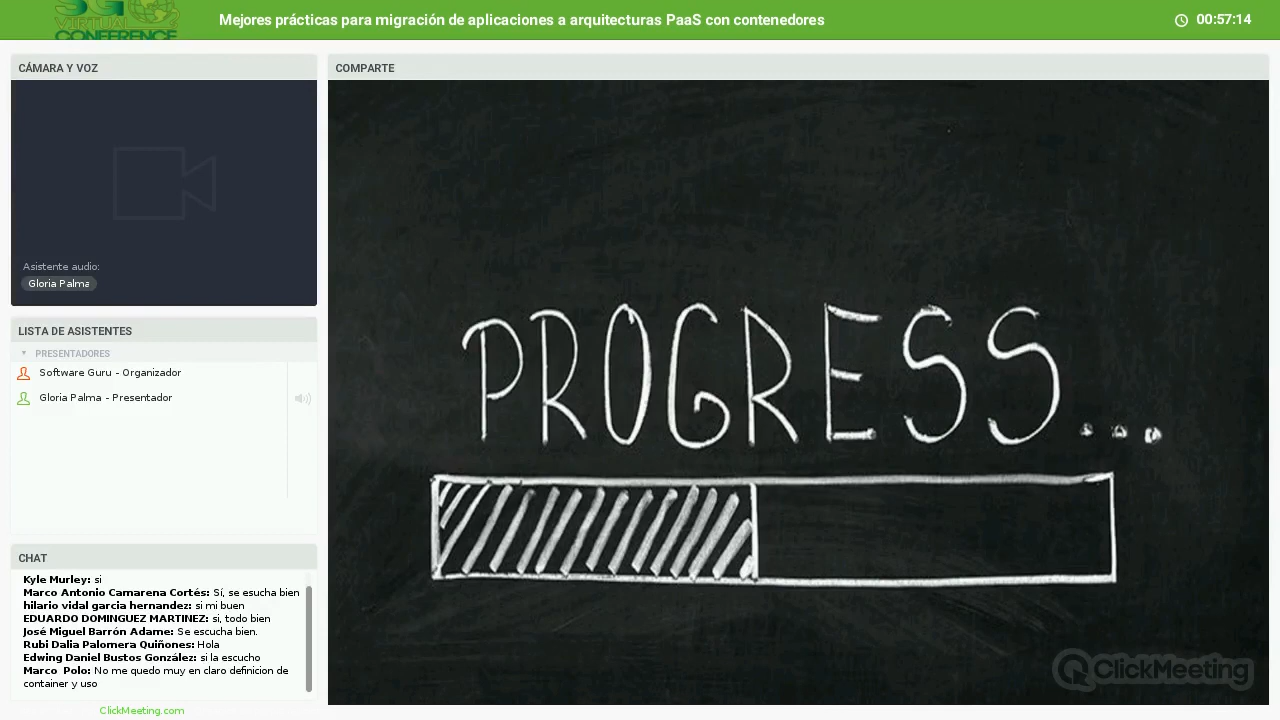 SG
VIRTUAL
CONFERENCE
Mejores prácticas para migración de aplicaciones a arquitecturas PaaS con contenedores
00:57:14
CÁMARA Y VOZ
Asistente audio:
Gloria Palma
LISTA DE ASISTENTES
PRESENTADORES
Software Guru - Organizador
Gloria Palma - Presentador
CHAT
Kyle Murley: si
Marco Antonio Camarena Cortés: Sí, se esucha bien
hilario vidal garcia hernandez: si mi buen
EDUARDO DOMINGUEZ MARTINEZ: si, todo bien
José Miguel Barrón Adame: Se escucha bien.
Rubi Dalia Palomera Quiñones: Hola
Edwing Daniel Bustos González: si la escucho
Marco Polo: No me quedo muy en claro definicion de
container y uso
ClickMeeting.com
COMPARTE
PROGRESS...
ClickMeeting